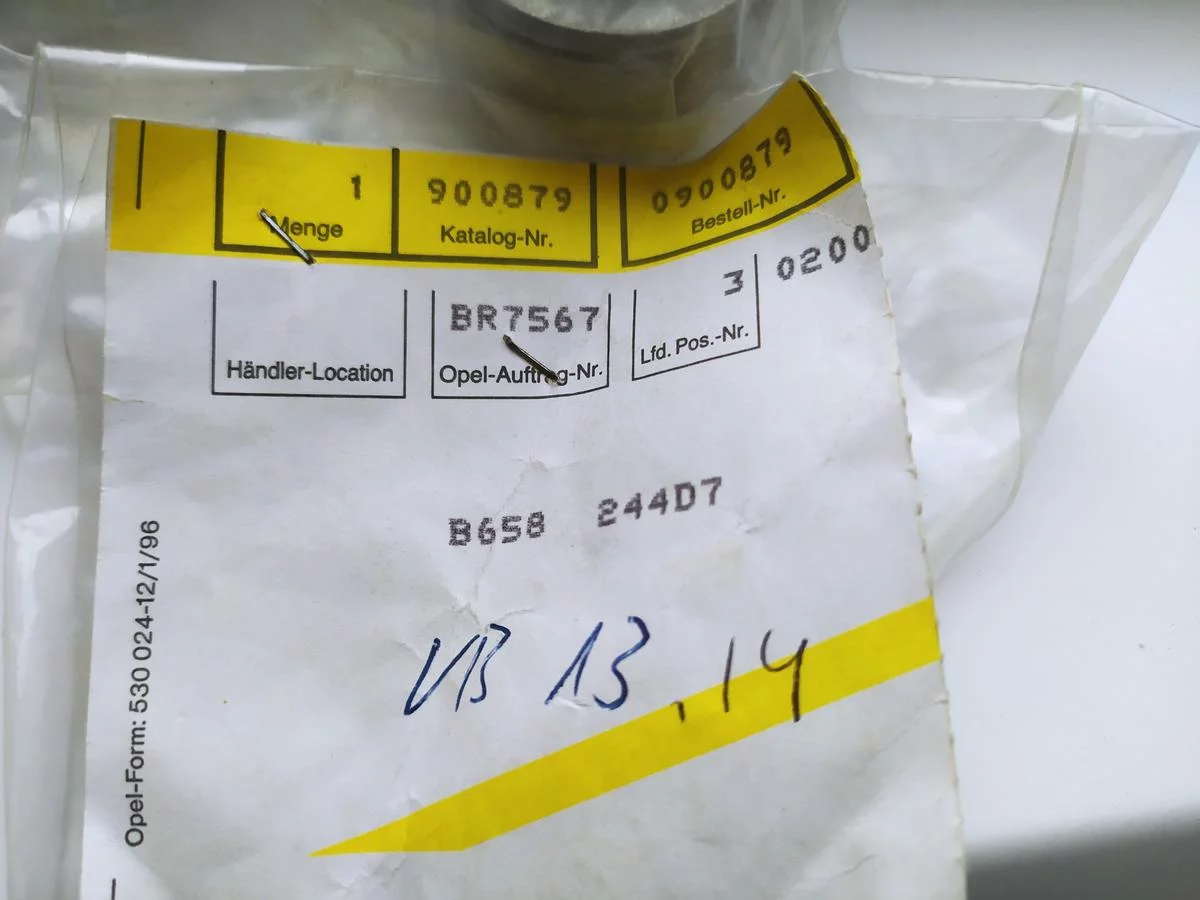 1 900879 0900879
Menge Katalog-Nr. Bestell-Nr.
BR7567 3 0200
Händler-Location Opel-Auftrag-Nr. Lfd. Pos.-Nr.
B658 244D7
VB 13 , 14
Opel-Form: 530 024-12/1/96